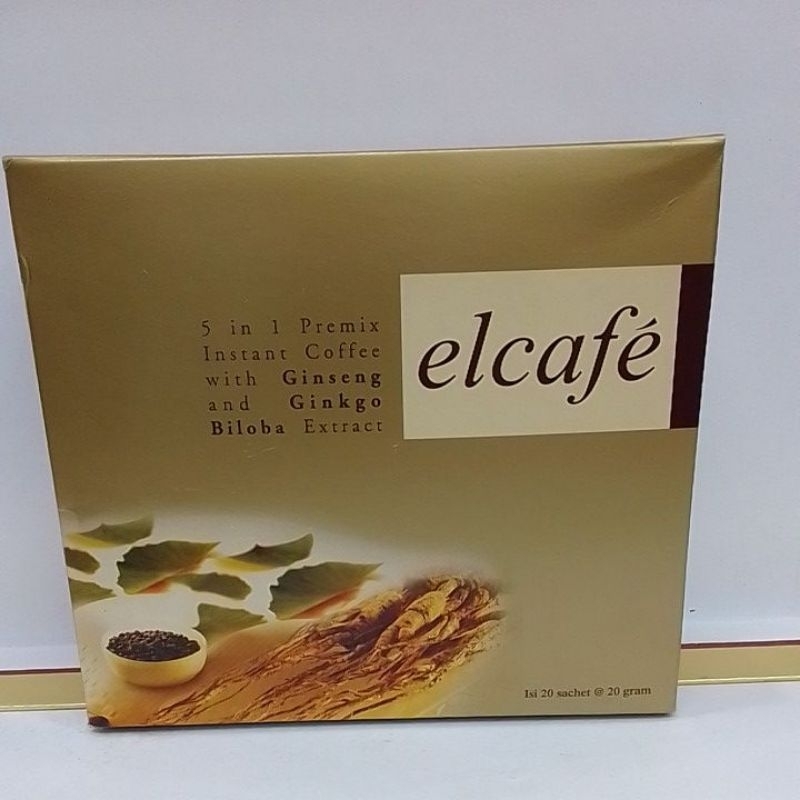 5 in 1 Premix
Instant Coffee
with Ginseng
and Ginkgo
Biloba Extract
elcafé
Isi 20 sachet @ 20 gram